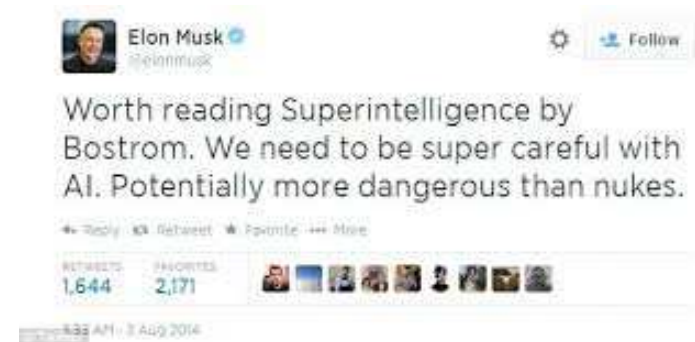 Elon Musk
@elonmusk
Follow
Worth reading Superintelligence by
Bostrom. We need to be super careful with
AI. Potentially more dangerous than nukes.
Reply Retweet Favorite More
RETWEETS FAVORITES
1,644 2,171
AM - 3 Aug 2014